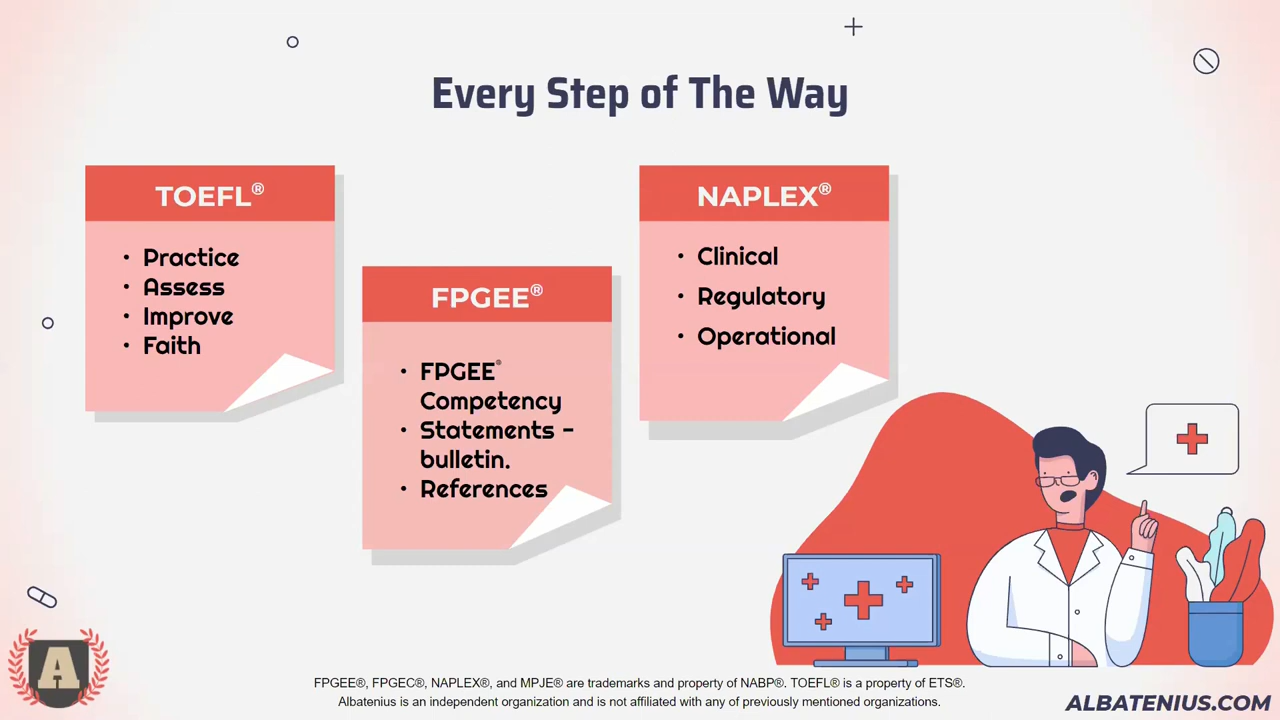 Every Step of The Way
TOEFL®
• Practice
• Assess
• Improve
• Faith
FPGEE®
• FPGEE®
Competency
• Statements -
bulletin.
• References
NAPLEX®
• Clinical
• Regulatory
• Operational
A
FPGEE®, FPGEC®, NAPLEX®, and MPJE® are trademarks and property of NABP®. TOEFL® is a property of ETS®.
Albatenius is an independent organization and is not affiliated with any of previously mentioned organizations.
ALBATENIUS.COM